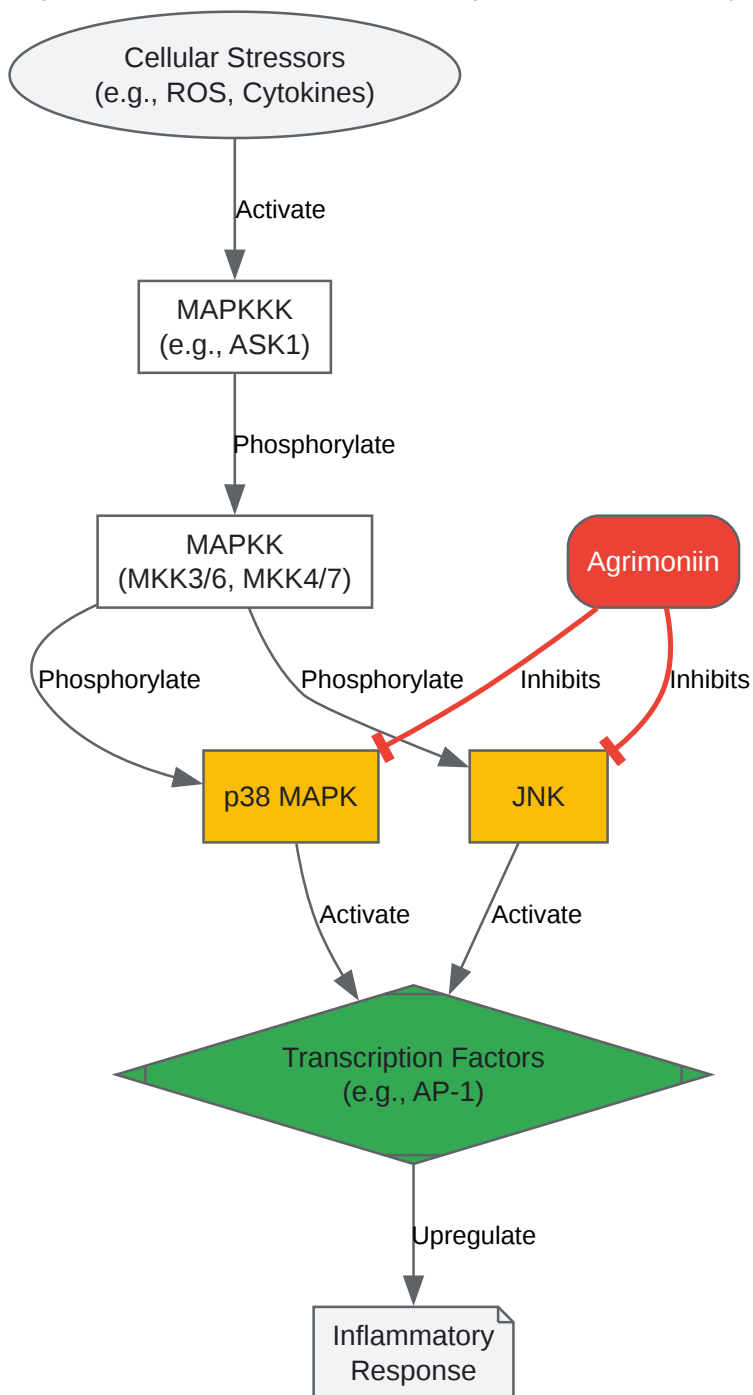 Cellular Stressors
(e.g., ROS, Cytokines)
Activate
MAPKKK
(e.g., ASK1)
Phosphorylate
MAPKK
(MKK3/6, MKK4/7)
Agrimoniin
Phosphorylate
Phosphorylate
Inhibits
Inhibits
p38 MAPK
JNK
Activate
Activate
Transcription Factors
(e.g., AP-1)
Upregulate
Inflammatory
Response